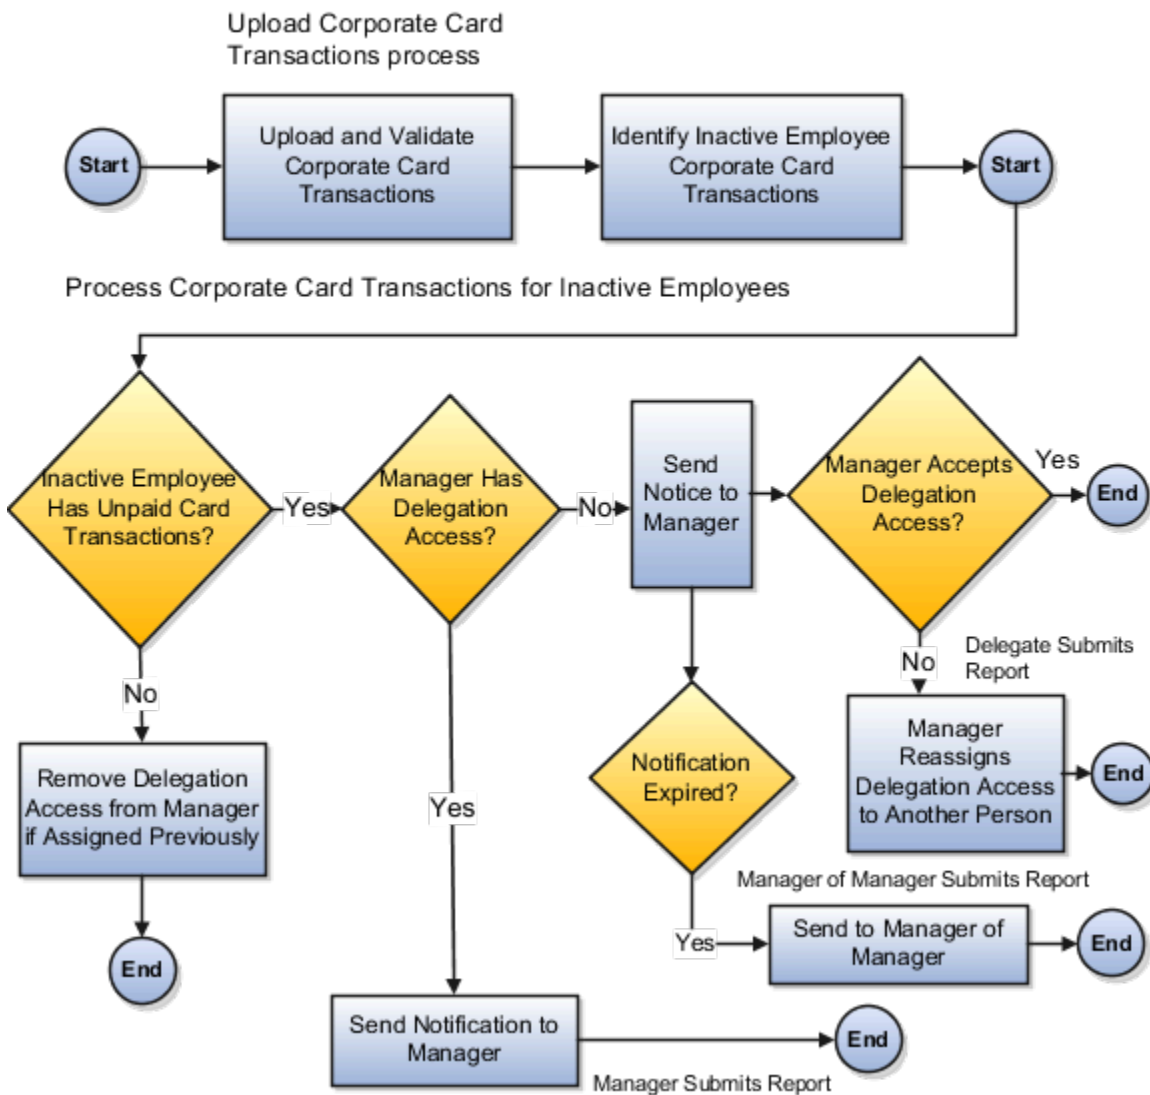 Upload Corporate Card
Transactions process
Start
Upload and Validate
Corporate Card
Transactions
Identify Inactive Employee
Corporate Card
Transactions
Start
Process Corporate Card Transactions for Inactive Employees
Inactive Employee
Has Unpaid Card
Transactions?
Yes
Manager Has
Delegation
Access?
No
Send
Notice to
Manager
Manager Accepts
Delegation
Access?
Yes
End
No
Delegate Submits
Report
Manager
Reassigns
Delegation Access
to Another Person
End
No
Remove Delegation
Access from Manager
if Assigned Previously
End
Yes
Notification
Expired?
Manager of Manager Submits Report
Yes
Send to Manager of
Manager
End
Send Notification to
Manager
End
Manager Submits Report